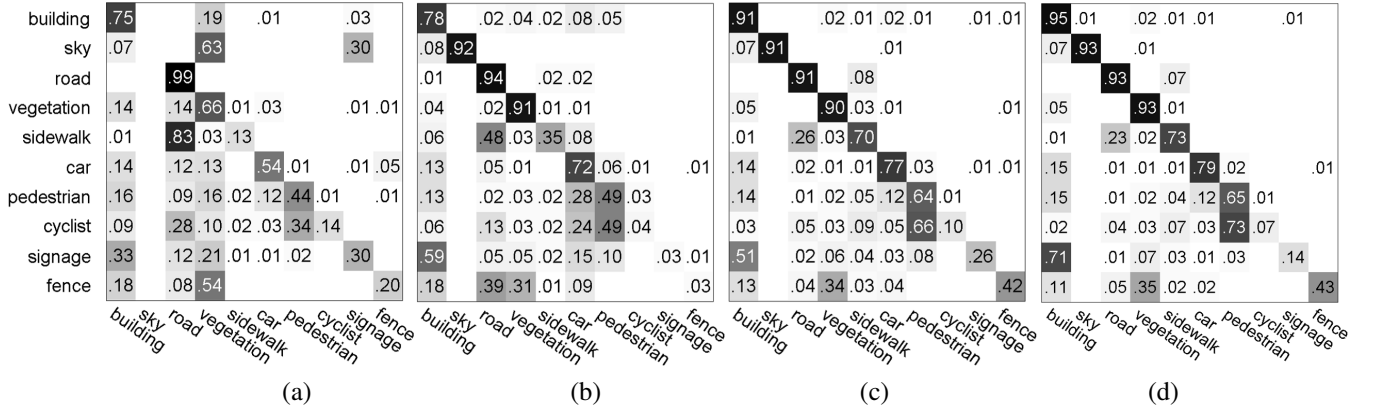 building .75 .19 .01 .03 .78 .02 .04 .02 .08 .05 .91 .02 .01 .02 .01 .01 .01 .95 .01 .02 .01 .01 .01
sky .07 .63 .30 .08 .92 .07 .91 .01 .07 .93 .01
road .99 .01 .94 .02 .02 .91 .08 .93 .07
vegetation .14 .14 .66 .01 .03 .01 .01 .04 .02 .91 .01 .01 .05 .90 .03 .01 .01 .05 .93 .01
sidewalk .01 .83 .03 .13 .06 .48 .03 .35 .08 .01 .26 .03 .70 .01 .23 .02 .73
car .14 .12 .13 .54 .01 .01 .05 .13 .05 .01 .72 .06 .01 .01 .14 .02 .01 .01 .77 .03 .01 .01 .15 .01 .01 .01 .79 .02 .01
pedestrian .16 .09 .16 .02 .12 .44 .01 .01 .13 .02 .03 .02 .28 .49 .03 .14 .01 .02 .05 .12 .64 .01 .15 .01 .02 .04 .12 .65 .01
cyclist .09 .28 .10 .02 .03 .34 .14 .06 .13 .03 .02 .24 .49 .04 .03 .05 .03 .09 .05 .66 .10 .02 .04 .03 .07 .03 .73 .07
signage .33 .12 .21 .01 .01 .02 .30 .59 .05 .05 .02 .15 .10 .03 .01 .51 .02 .06 .04 .03 .08 .26 .71 .01 .07 .03 .01 .03 .14
fence .18 .08 .54 .20 .18 .39 .31 .01 .09 .03 .13 .04 .34 .03 .04 .42 .11 .05 .35 .02 .02 .43
building sky road vegetation sidewalk car pedestrian cyclist signage fence building sky road vegetation sidewalk car pedestrian cyclist signage fence building sky road vegetation sidewalk car pedestrian cyclist signage fence building sky road vegetation sidewalk car pedestrian cyclist signage fence
(a) (b) (c) (d)